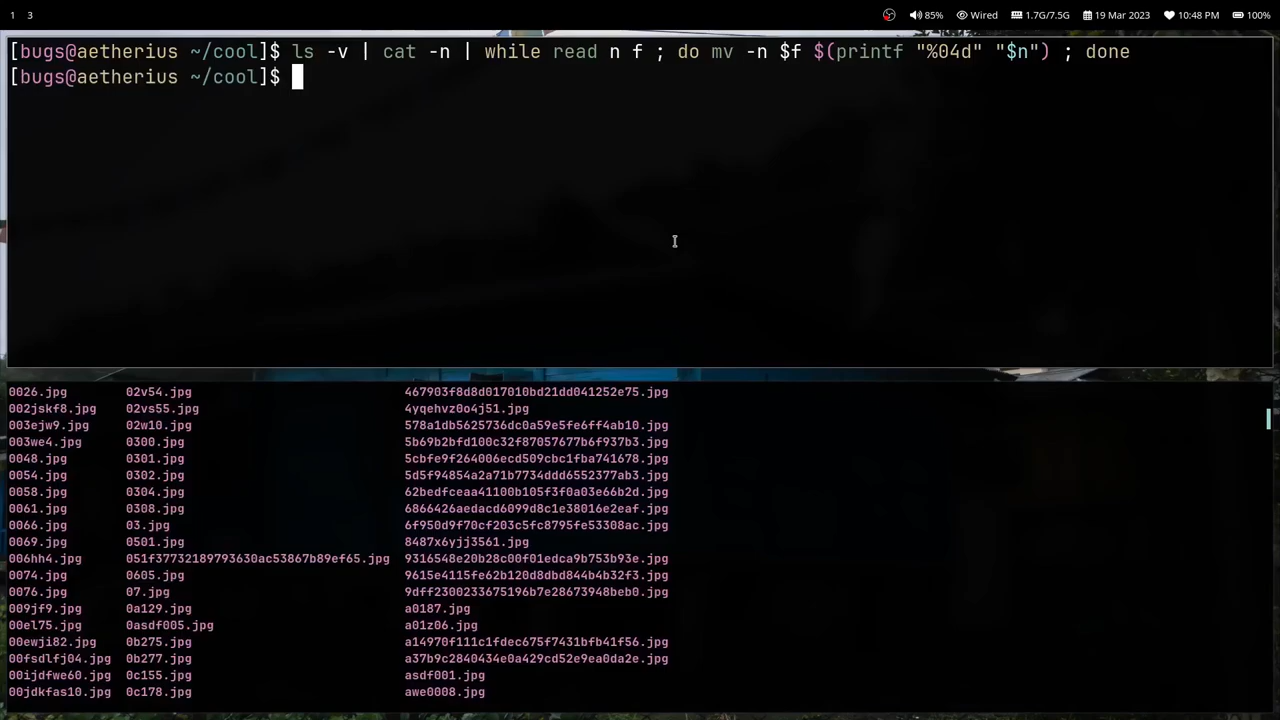 1 3 85% Wired 1.7G/7.5G 19 Mar 2023 10:48 PM 100%
[bugs@aetherius ~/cool]$ ls -v | cat -n | while read n f ; do mv -n $f $(printf "%04d" "$n") ; done
[bugs@aetherius ~/cool]$
0026.jpg 02v54.jpg 467903f8d8d017010bd21dd041252e75.jpg
002jskf8.jpg 02vs55.jpg 4yqehvz0o4j51.jpg
003ejw9.jpg 02w10.jpg 578a1db5625736dc0a59e5fe6ff4ab10.jpg
003we4.jpg 0300.jpg 5b69b2bfd100c32f87057677b6f937b3.jpg
0048.jpg 0301.jpg 5cbfe9f264006ecd509cbc1fba741678.jpg
0054.jpg 0302.jpg 5d5f94854a2a71b7734ddd6552377ab3.jpg
0058.jpg 0304.jpg 62bedfceaa41100b105f3f0a03e66b2d.jpg
0061.jpg 0308.jpg 6866426aedacd6099d8c1e38016e2eaf.jpg
0066.jpg 03.jpg 6f950d9f70cf203c5fc8795fe53308ac.jpg
0069.jpg 0501.jpg 8487x6yjj3561.jpg
006hh4.jpg 051f37732189793630ac53867b89ef65.jpg 9316548e20b28c00f01edca9b753b93e.jpg
0074.jpg 0605.jpg 9615e4115fe62b120d8dbd844b4b32f3.jpg
0076.jpg 07.jpg 9dff2300233675196b7e28673948beb0.jpg
009jf9.jpg 0a129.jpg a0187.jpg
00el75.jpg 0asdf005.jpg a01z06.jpg
00ewji82.jpg 0b275.jpg a14970f111c1fdec675f7431bfb41f56.jpg
00fsdlfj04.jpg 0b277.jpg a37b9c2840434e0a429cd52e9ea0da2e.jpg
00ijdfwe60.jpg 0c155.jpg asdf001.jpg
00jdkfas10.jpg 0c178.jpg awe0008.jpg